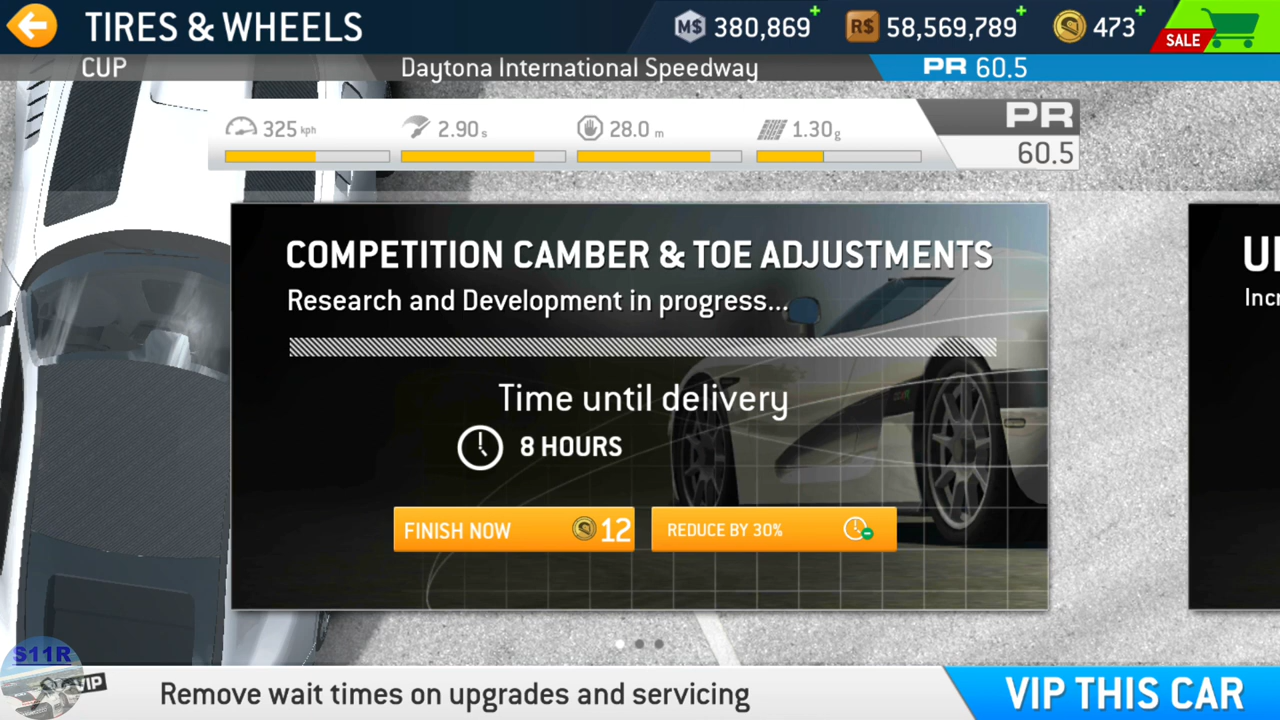 TIRES & WHEELS
M$ 380,869+
R$ 58,569,789+
473+
SALE
CUP
Daytona International Speedway
PR 60.5
325 kph
2.90 s
28.0 m
1.30 g
PR
60.5
COMPETITION CAMBER & TOE ADJUSTMENTS
Research and Development in progress...
Time until delivery
8 HOURS
FINISH NOW 12
REDUCE BY 30%
S11R
VIP
Remove wait times on upgrades and servicing
VIP THIS CAR